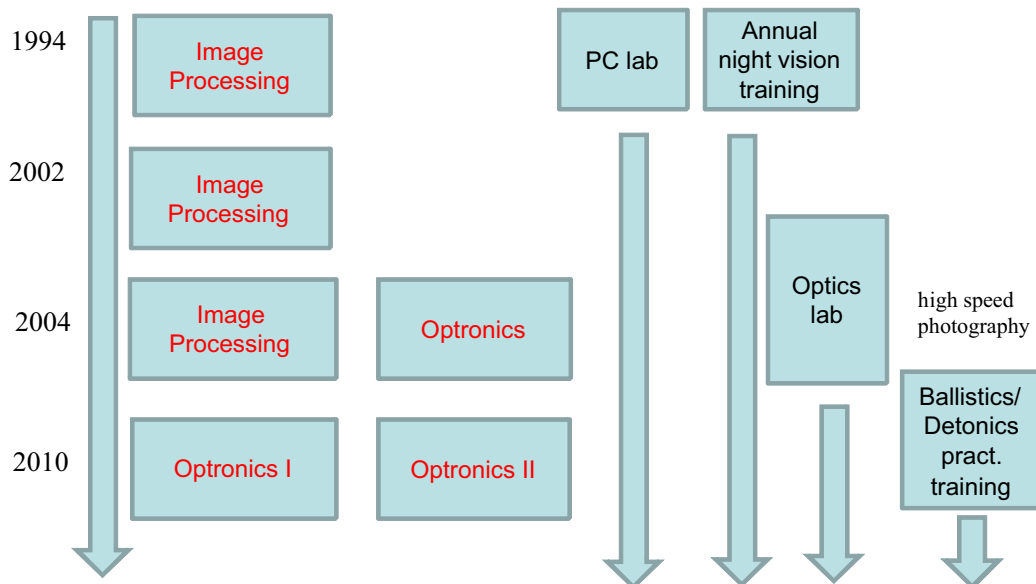 1994
Image
Processing
PC lab
Annual
night vision
training
2002
Image
Processing
2004
Image
Processing
Optronics
Optics
lab
high speed
photography
2010
Optronics I
Optronics II
Ballistics/
Detonics
pract.
training